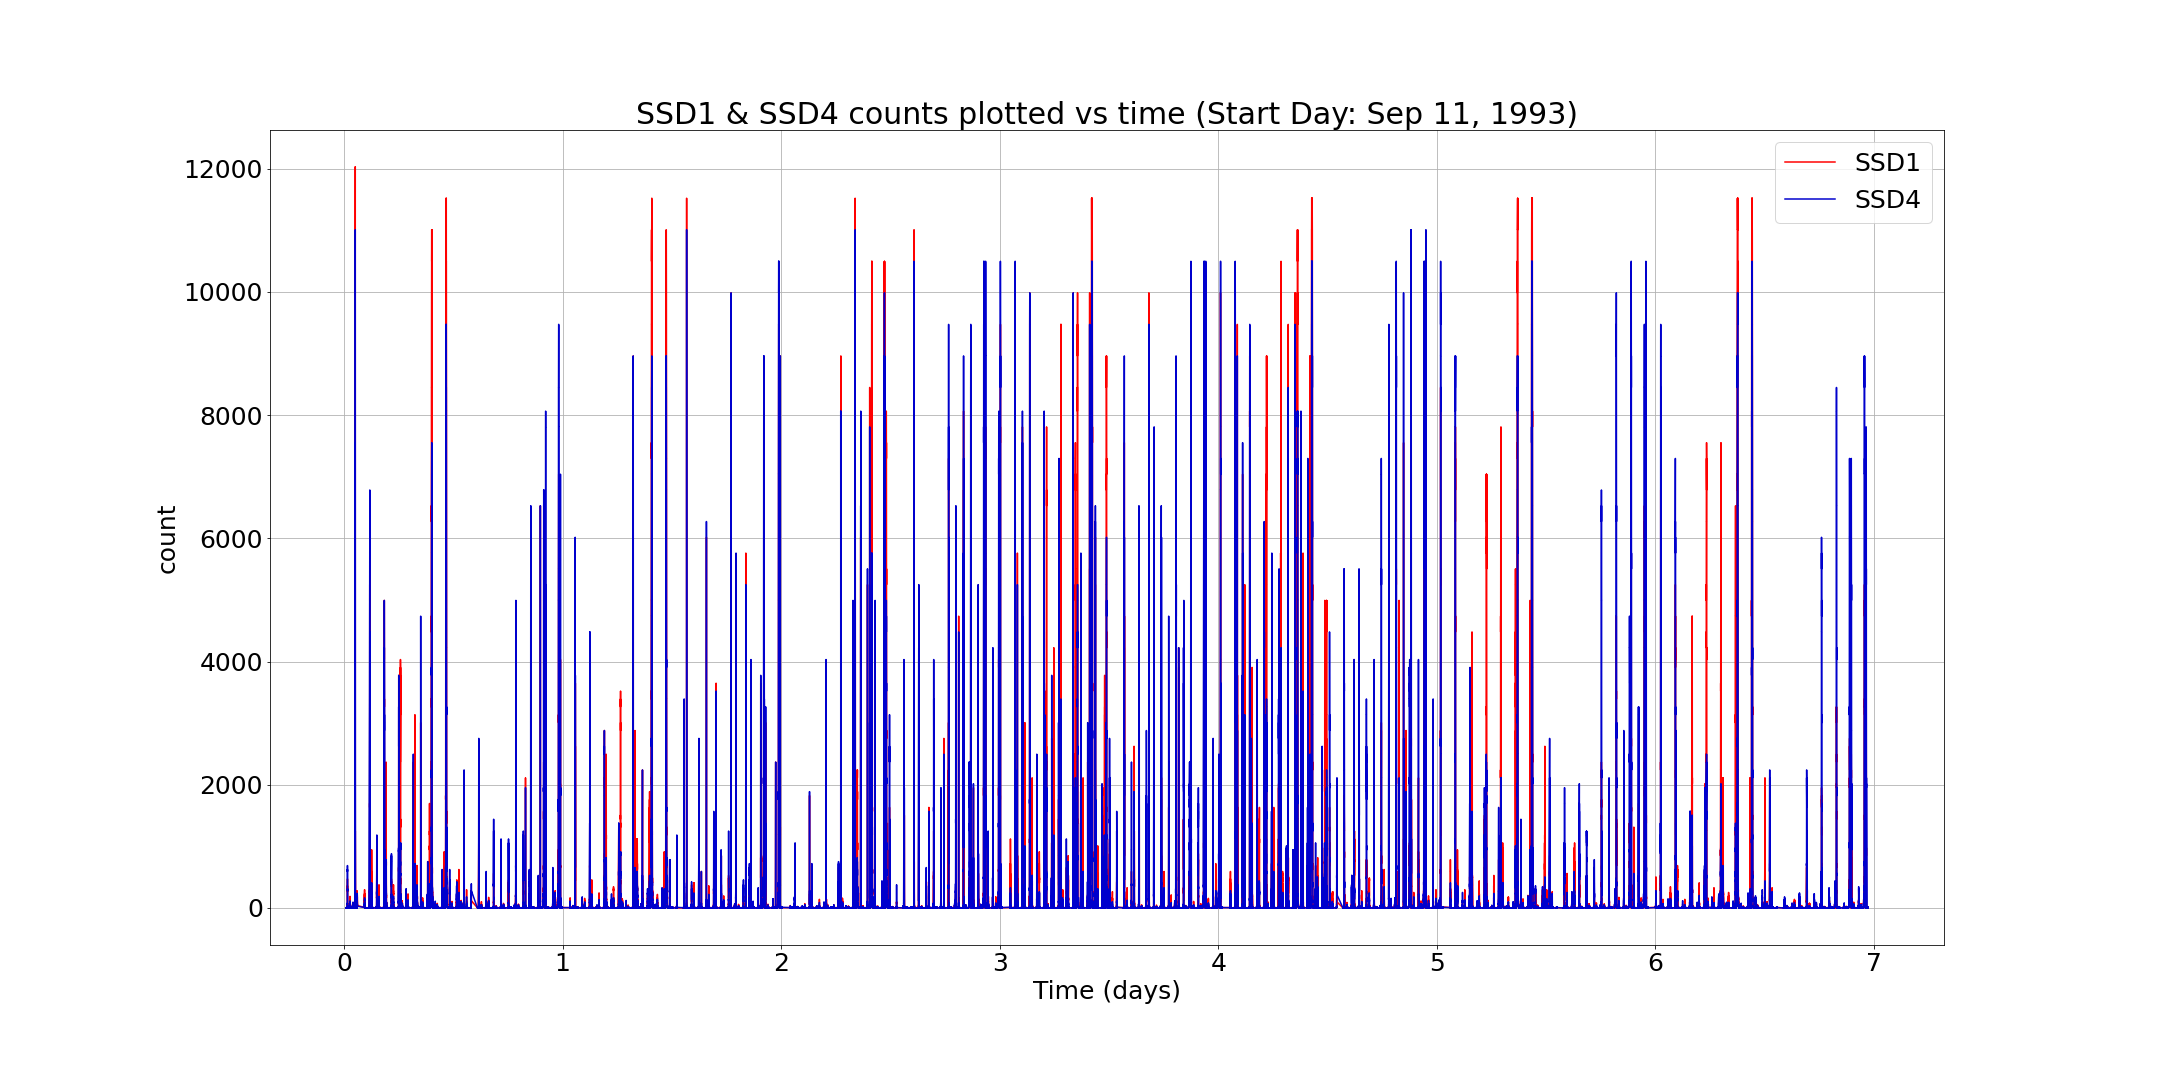 SSD1 & SSD4 counts plotted vs time (Start Day: Sep 11, 1993)
SSD1
SSD4
12000
10000
8000
6000
4000
2000
0
count
0 1 2 3 4 5 6 7
Time (days)